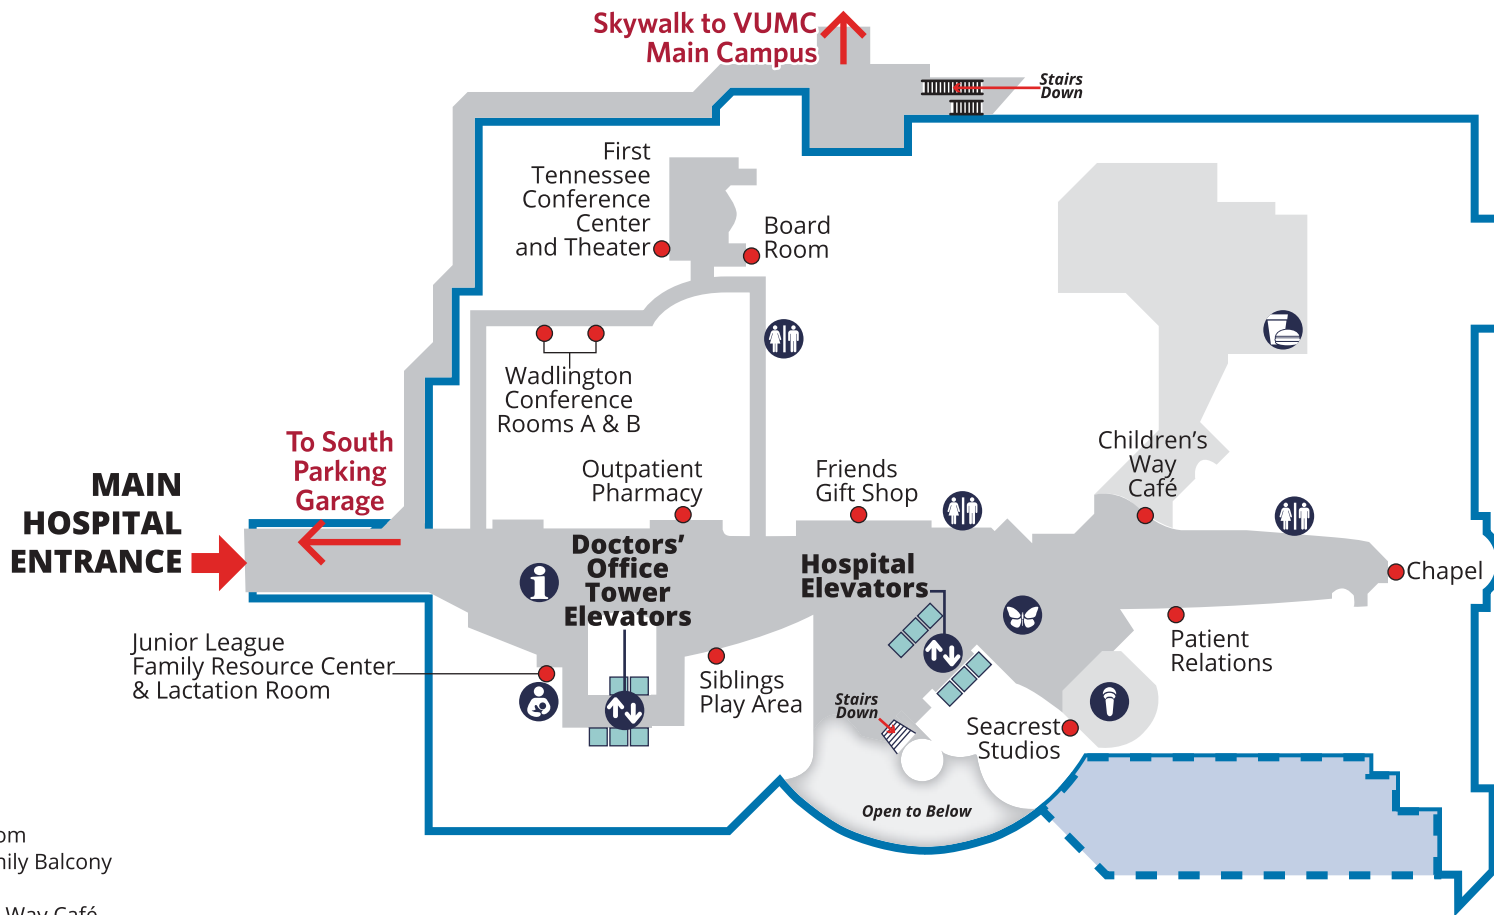 Skywalk to VUMC
Main Campus
Stairs
Down
First
Tennessee
Conference
Center
and Theater
Board
Room
Wadlington
Conference
Rooms A & B
To South
Parking
Garage
MAIN
HOSPITAL
ENTRANCE
Outpatient
Pharmacy
Friends
Gift Shop
Children's
Way
Café
Doctors'
Office
Tower
Elevators
Hospital
Elevators
Chapel
Junior League
Family Resource Center
& Lactation Room
Siblings
Play Area
Patient
Relations
Stairs
Down
Seacrest
Studios
Open to Below
Balcony
Way Café